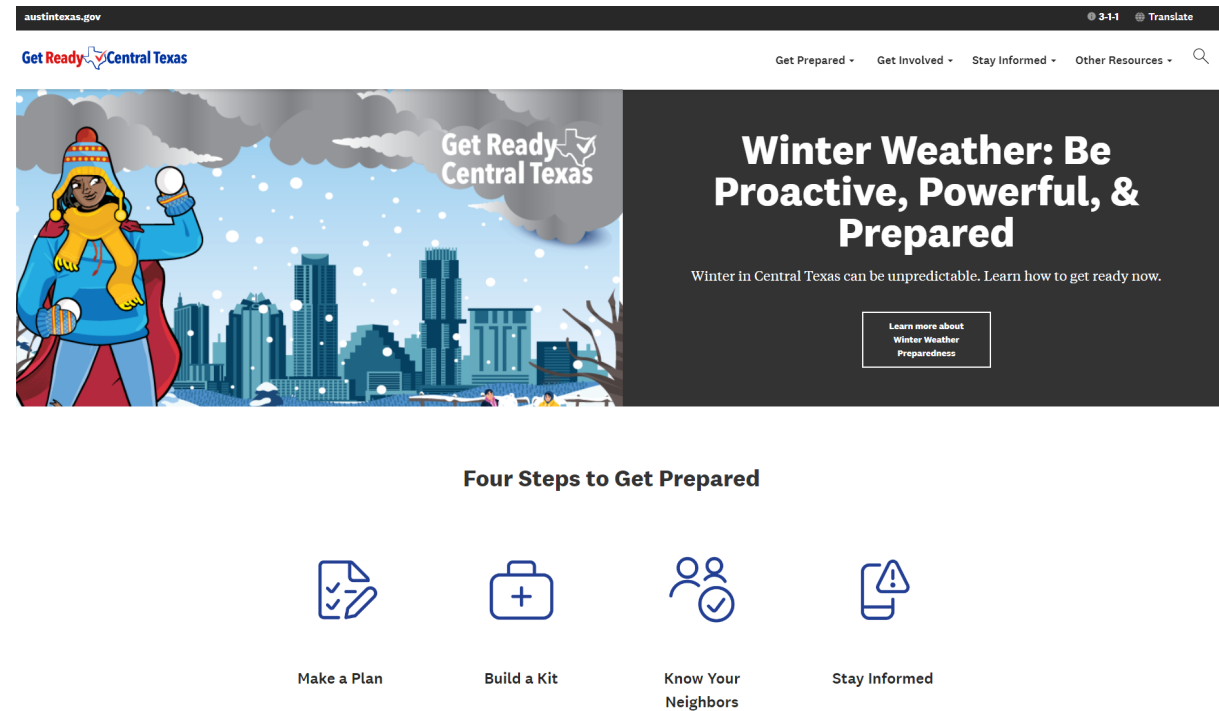 austintexas.gov
3-1-1
Translate
Get Ready Central Texas
Get Prepared
Get Involved
Stay Informed
Other Resources
Get Ready
Central Texas
Winter Weather: Be
Proactive, Powerful, &
Prepared
Winter in Central Texas can be unpredictable. Learn how to get ready now.
Learn more about
Winter Weather
Preparedness
Four Steps to Get Prepared
Make a Plan
Build a Kit
Know Your
Neighbors
Stay Informed